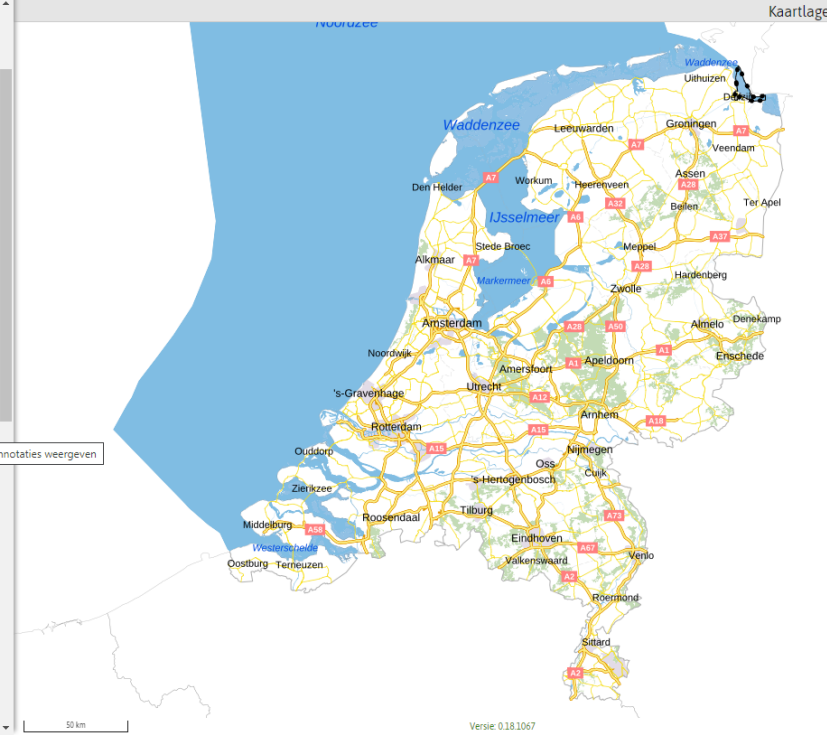 Kaartlage
Noordzee
Waddenzee
Uithuizen
Waddenzee
Leeuwarden
Groningen
A7
A7
Veendam
Assen
A7
Den Helder
Workum
Heerenveen
A28
A32
Beilen
Ter Apel
IJsselmeer
A6
A37
Stede Broec
Meppel
Alkmaar
A7
A28
Hardenberg
Markermeer
A6
Zwolle
Amsterdam
A28
A50
Almelo
Denekamp
Noordwijk
A1
Enschede
Amersfoort
A1
Apeldoorn
Utrecht
's-Gravenhage
A12
Arnhem
A18
Rotterdam
A15
A15
Nijmegen
Ouddorp
nnotaties weergeven
Oss
Cuijk
's-Hertogenbosch
Zierikzee
Tilburg
Roosendaal
A73
Middelburg
A58
Eindhoven
Westerschelde
A67
Venlo
Oostburg
Terneuzen
Valkenswaard
A2
Roermond
Sittard
A2
50 km
Versie: 0.18.1067